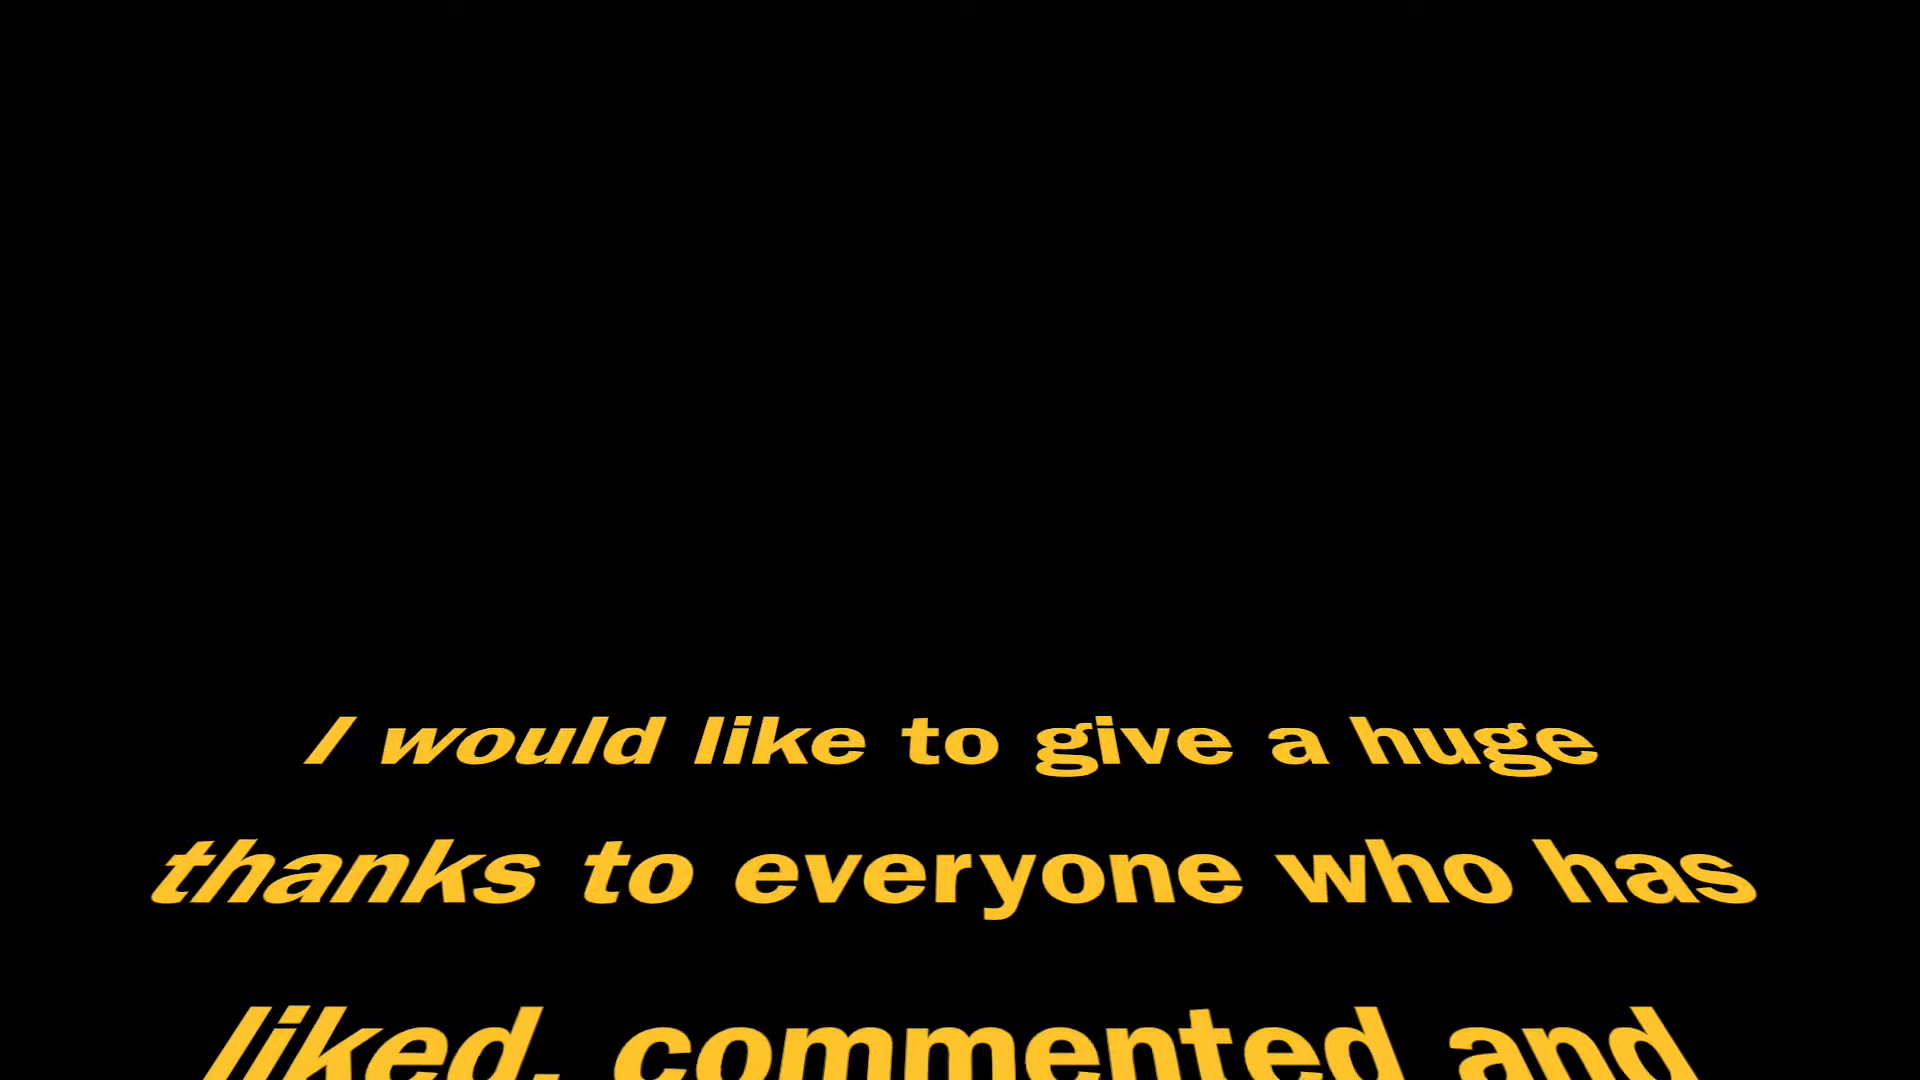 I would like to give a huge
thanks to everyone who has
liked, commented and